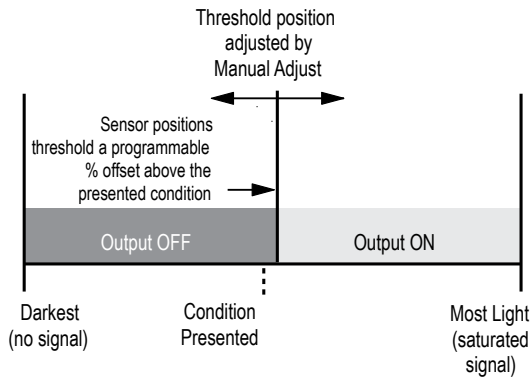 Threshold position
adjusted by
Manual Adjust
Sensor positions
threshold a programmable
% offset above the
presented condition
Output OFF
Output ON
Darkest
(no signal)
Condition
Presented
Most Light
(saturated
signal)